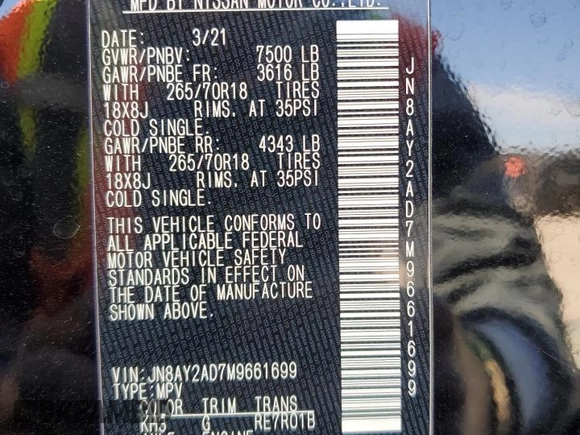 MFD BY NISSAN MOTOR CO.,LTD.
DATE: 3/21
GVWR/PNBV: 7500 LB
GAWR/PNBE FR: 3616 LB
WITH 265/70R18 TIRES
18X8J RIMS. AT 35PSI
COLD SINGLE.
GAWR/PNBE RR: 4343 LB
WITH 265/70R18 TIRES
18X8J RIMS. AT 35PSI
COLD SINGLE.
THIS VEHICLE CONFORMS TO
ALL APPLICABLE FEDERAL
MOTOR VEHICLE SAFETY
STANDARDS IN EFFECT ON
THE DATE OF MANUFACTURE
SHOWN ABOVE.
VIN:JN8AY2AD7M9661699
TYPE:MPV
COLOR TRIM TRANS
KH3 G RE7R01B
AXLE ENGINE
JN8AY2AD7M9661699